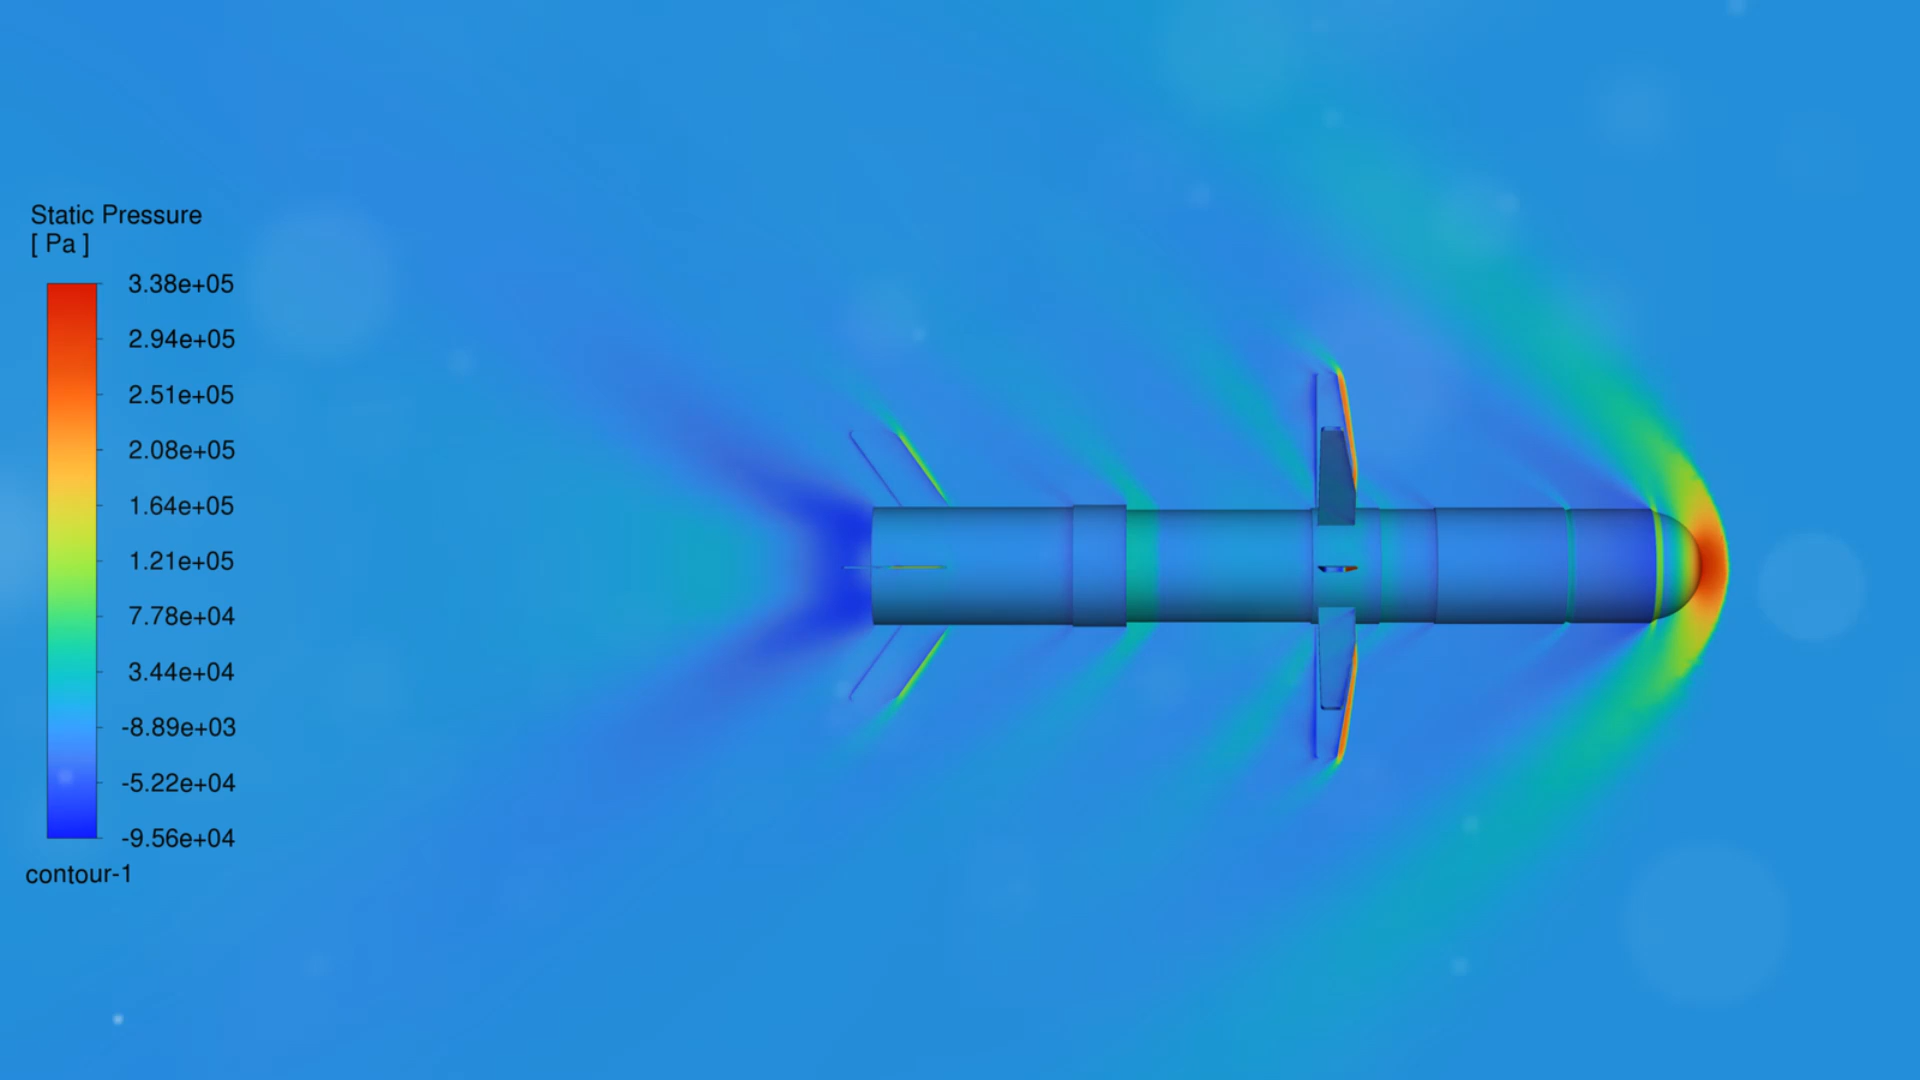 Static Pressure
[ Pa ]
3.38e+05
2.94e+05
2.51e+05
2.08e+05
1.64e+05
1.21e+05
7.78e+04
3.44e+04
-8.89e+03
-5.22e+04
-9.56e+04
contour-1